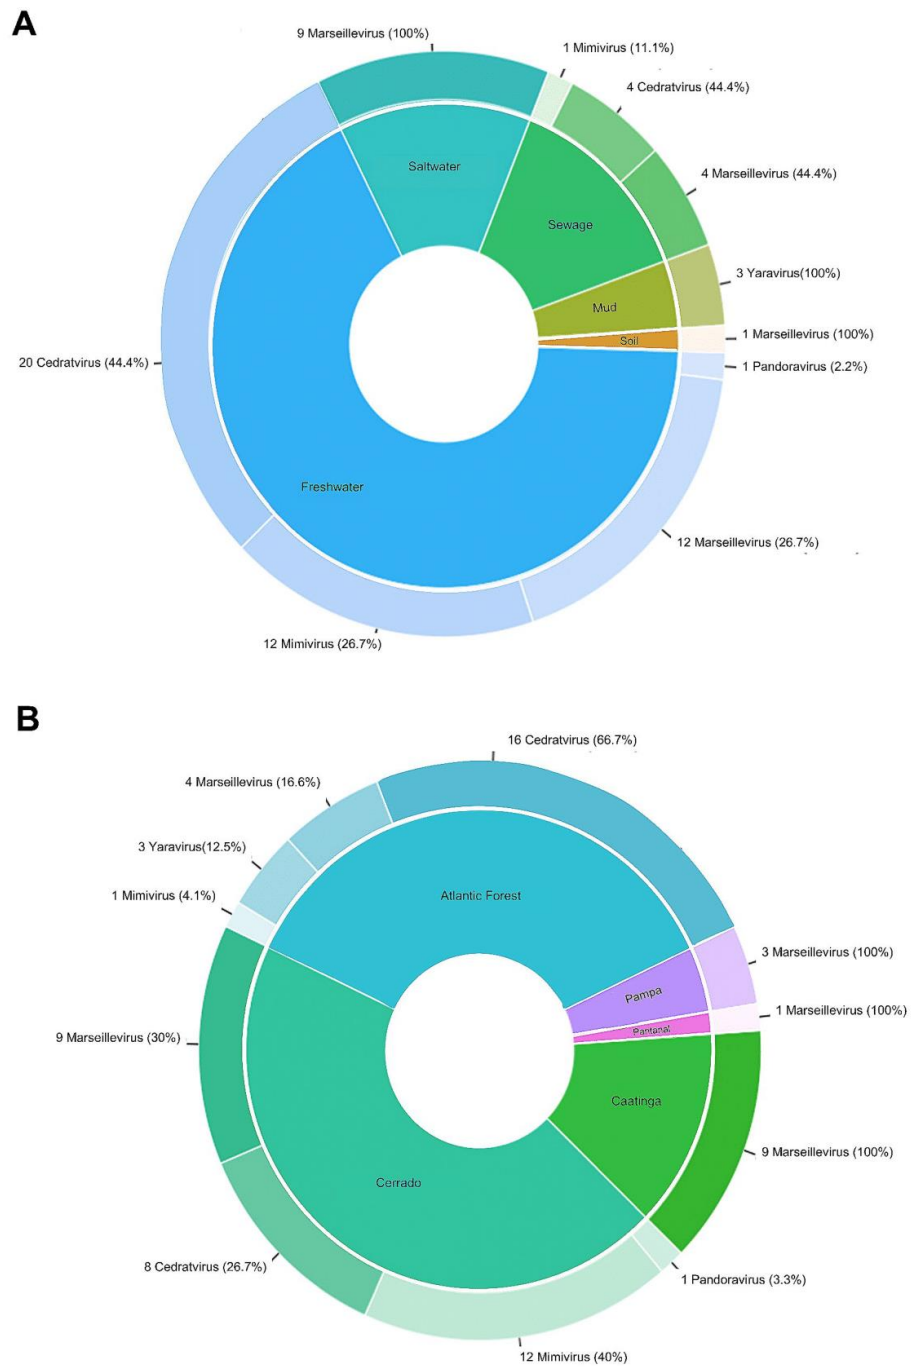 A
9 Marseillevirus (100%)
1 Mimivirus (11.1%)
4 Cedratvirus (44.4%)
Saltwater
4 Marseillevirus (44.4%)
Sewage
3 Yaravirus(100%)
Mud
1 Marseillevirus (100%)
Soil
20 Cedratvirus (44.4%)
1 Pandoravirus (2.2%)
Freshwater
12 Marseillevirus (26.7%)
12 Mimivirus (26.7%)
B
16 Cedratvirus (66.7%)
4 Marseillevirus (16.6%)
3 Yaravirus(12.5%)
1 Mimivirus (4.1%)
Atlantic Forest
3 Marseillevirus (100%)
Pampa
1 Marseillevirus (100%)
Pantanal
9 Marseillevirus (30%)
Caatinga
9 Marseillevirus (100%)
Cerrado
8 Cedratvirus (26.7%)
1 Pandoravirus (3.3%)
12 Mimivirus (40%)